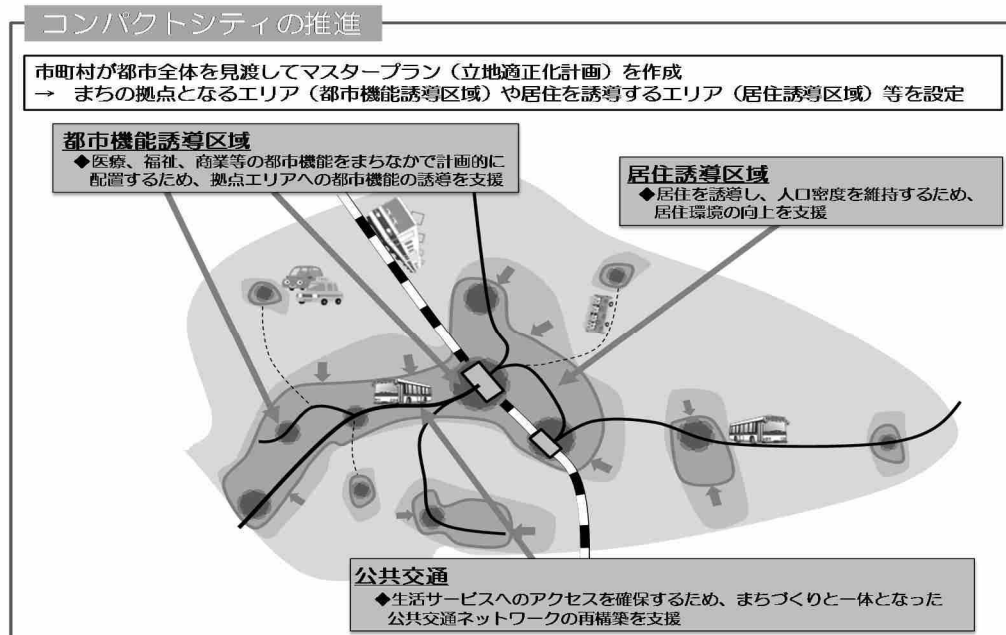 コンパクトシティの推進
市町村が都市全体を見渡してマスタープラン（立地適正化計画）を作成
→ まちの拠点となるエリア（都市機能誘導区域）や居住を誘導するエリア（居住誘導区域）等を設定
都市機能誘導区域
◆医療、福祉、商業等の都市機能をまちなかで計画的に
配置するため、拠点エリアへの都市機能の誘導を支援
居住誘導区域
◆居住を誘導し、人口密度を維持するため、
居住環境の向上を支援
公共交通
◆生活サービスへのアクセスを確保するため、まちづくりと一体となった
公共交通ネットワークの再構築を支援